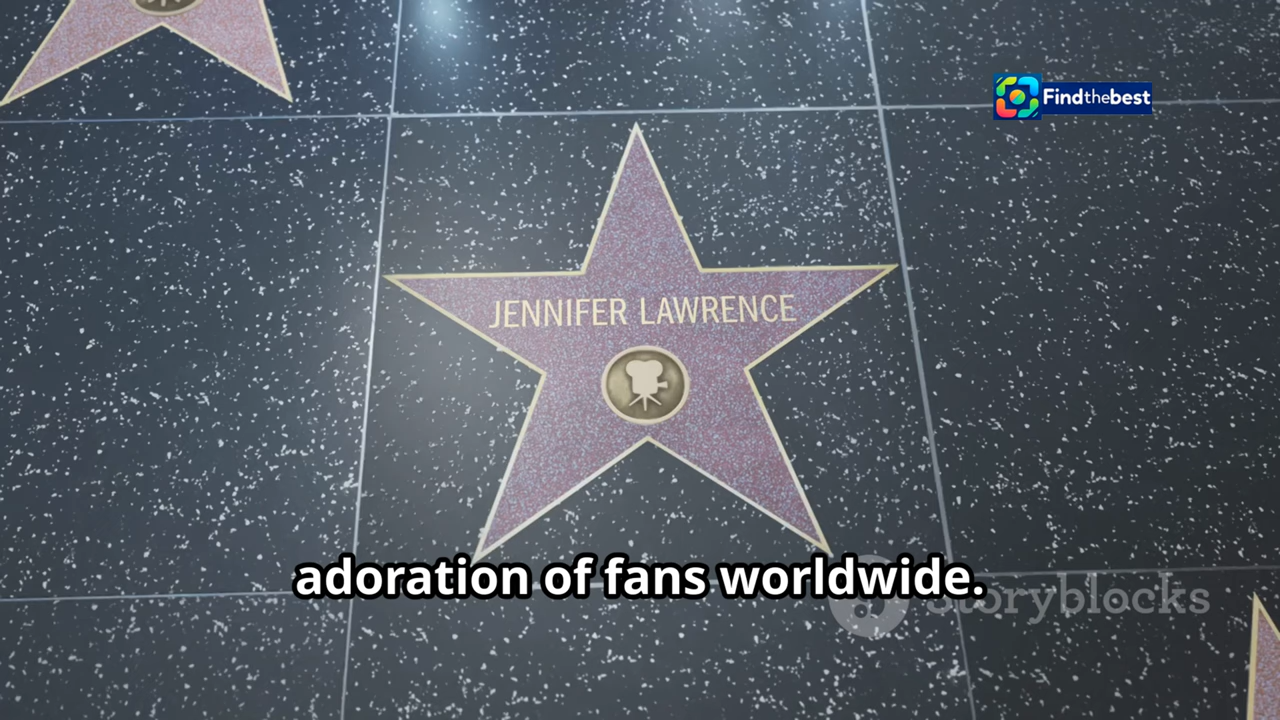 Findthebest
JENNIFER LAWRENCE
adoration of fans worldwide.
Storyblocks